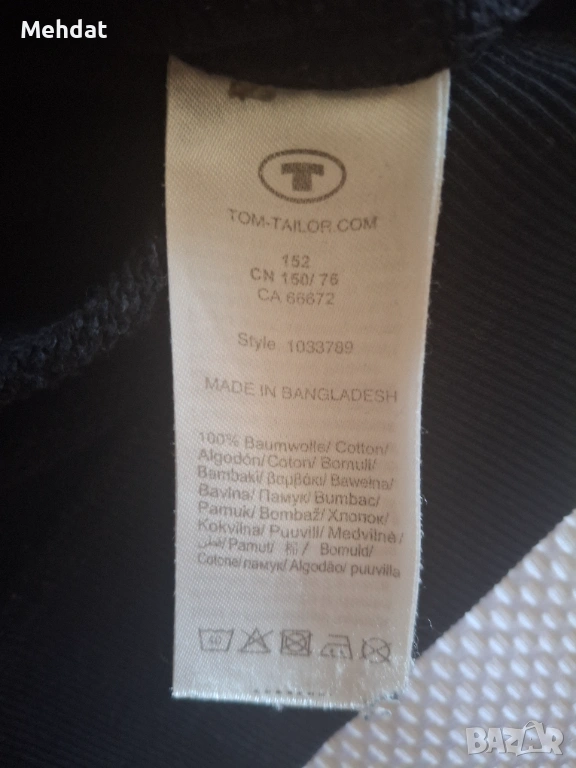 Mehdat
T
TOM-TAILOR.COM
152
CN 150/ 76
CA 66672
Style 1033789
MADE IN BANGLADESH
100% Baumwolle/ Cotton/
Algodón/ Coton/ Bomull/
Bambaki/ βαμβάκι/ Bawełna/
Bavlna/ Памук/ Bumbac/
Pamuk/ Bombaž/ Хлопок/
Kokvilna/ Puuvill/ Medvilnė/
قطن/ Pamut/ 棉/ Bomuld/
Cotone/ памук/ Algodão/ puuvilla
40
BAZAR